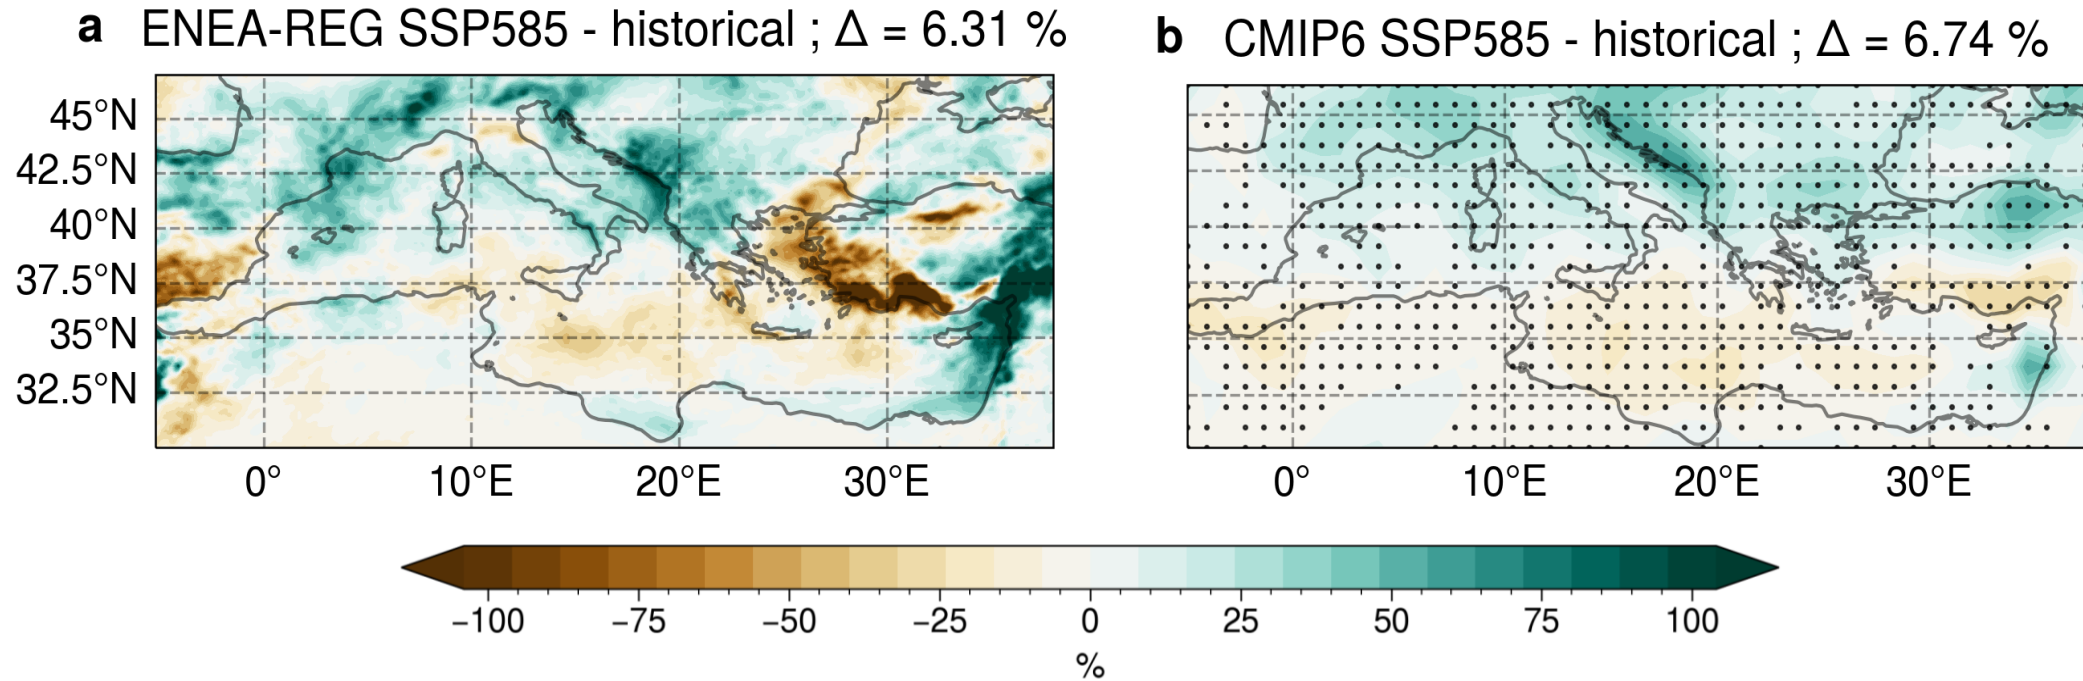 a ENEA-REG SSP585 - historical ; Δ = 6.31 %
b CMIP6 SSP585 - historical ; Δ = 6.74 %
45°N
42.5°N
40°N
37.5°N
35°N
32.5°N
0° 10°E 20°E 30°E
0° 10°E 20°E 30°E
−100 −75 −50 −25 0 25 50 75 100
%